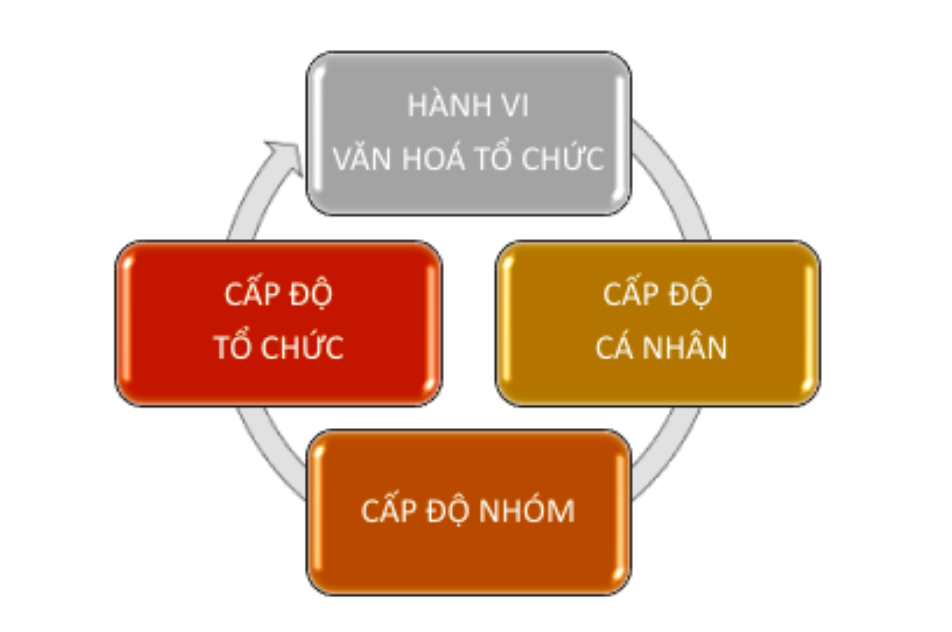 HÀNH VI
VĂN HOÁ TỔ CHỨC
CẤP ĐỘ
TỔ CHỨC
CẤP ĐỘ
CÁ NHÂN
CẤP ĐỘ NHÓM